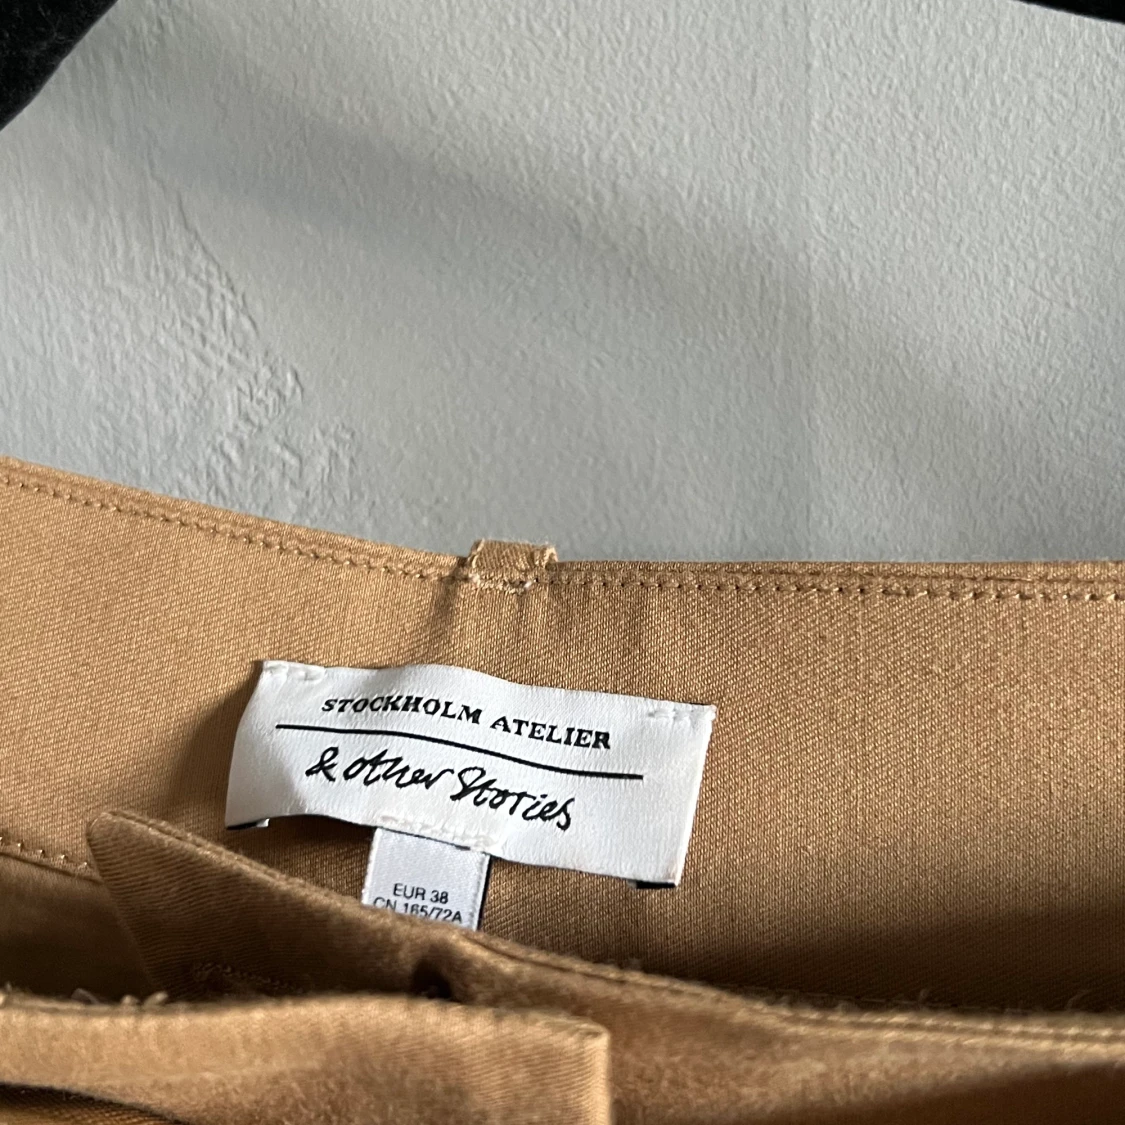 STOCKHOLM ATELIER
& other Stories
EUR 38
CN 165/72A